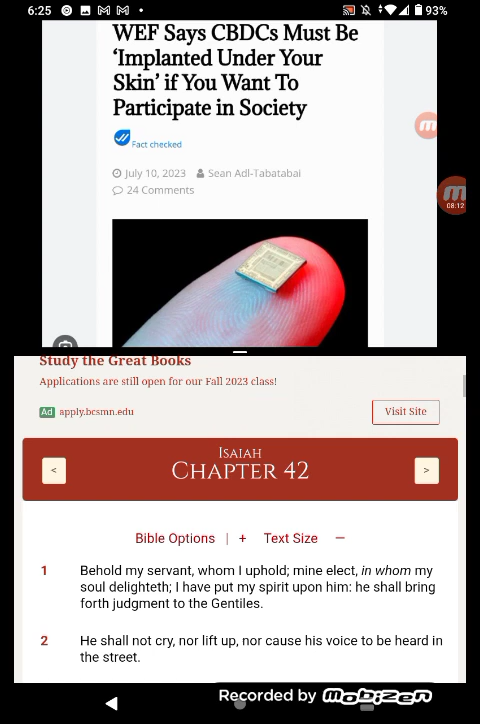 6:25
93%
WEF Says CBDCs Must Be
‘Implanted Under Your
Skin’ if You Want To
Participate in Society
Fact checked
July 10, 2023 Sean Adl-Tabatabai
24 Comments
08:12
Study the Great Books
Applications are still open for our Fall 2023 class!
Ad apply.bcsmn.edu
Visit Site
Isaiah
< Chapter 42 >
Bible Options | + Text Size —
1 Behold my servant, whom I uphold; mine elect, in whom my
soul delighteth; I have put my spirit upon him: he shall bring
forth judgment to the Gentiles.
2 He shall not cry, nor lift up, nor cause his voice to be heard in
the street.
Recorded by Mobizen